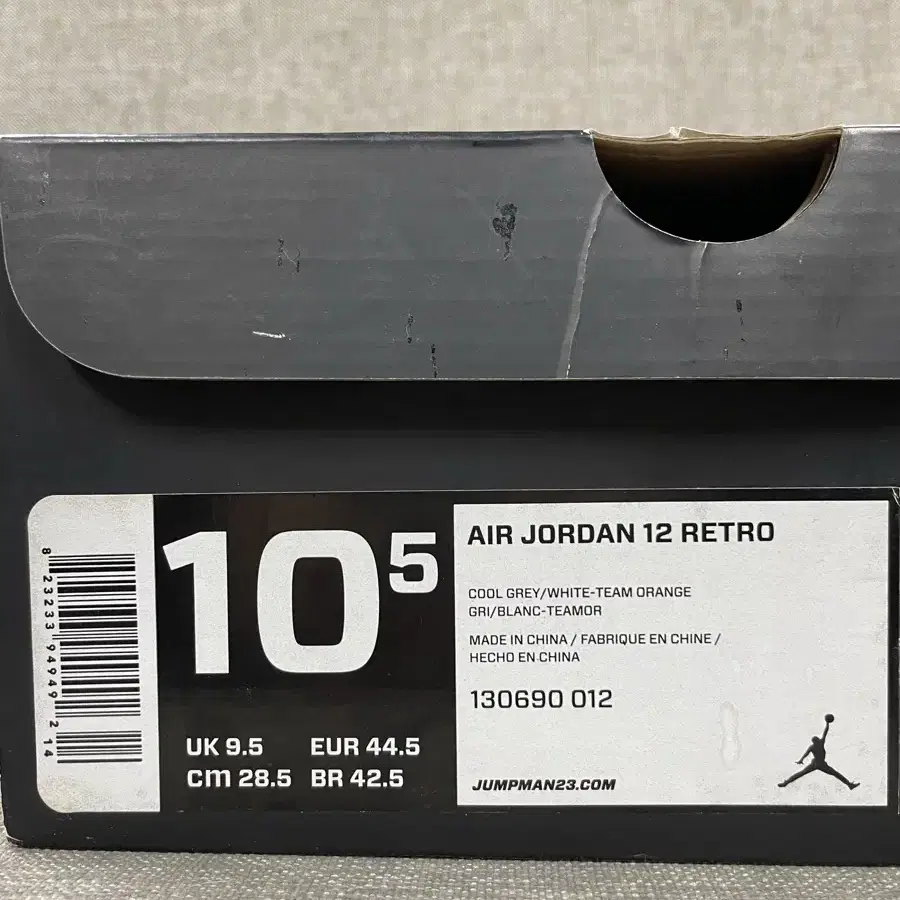 8 23233 94949 2 14
10 5
UK 9.5 EUR 44.5
cm 28.5 BR 42.5
AIR JORDAN 12 RETRO
COOL GREY/WHITE-TEAM ORANGE
GRI/BLANC-TEAMOR
MADE IN CHINA / FABRIQUE EN CHINE /
HECHO EN CHINA
130690 012
JUMPMAN23.COM